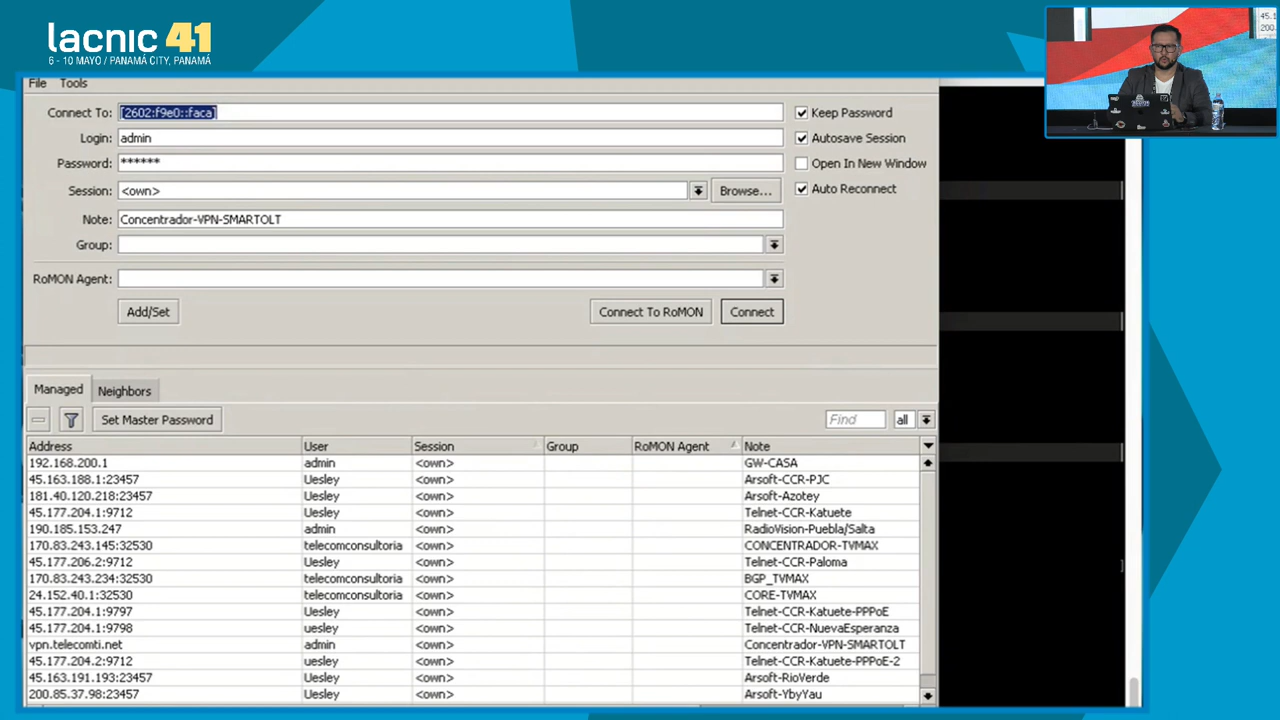 lacnic 41
6 - 10 MAYO / PANAMÁ CITY, PANAMÁ
File Tools
Connect To: [2602:f9e0::faca]
Keep Password
Login: admin
Autosave Session
Password: ******
Open In New Window
Session: <own>
Browse...
Auto Reconnect
Note: Concentrador-VPN-SMARTOLT
Group:
RoMON Agent:
Add/Set
Connect To RoMON
Connect
Managed Neighbors
Set Master Password
Find
all
Address User Session Group RoMON Agent Note
192.168.200.1 admin <own> GW-CASA
45.163.188.1:23457 Uesley <own> Arsoft-CCR-PJC
181.40.120.218:23457 Uesley <own> Arsoft-Azotey
45.177.204.1:9712 Uesley <own> Telnet-CCR-Katuete
190.185.153.247 admin <own> RadioVision-Puebla/Salta
170.83.243.145:32530 telecomconsultoria <own> CONCENTRADOR-TVMAX
45.177.206.2:9712 Uesley <own> Telnet-CCR-Paloma
170.83.243.234:32530 telecomconsultoria <own> BGP_TVMAX
24.152.40.1:32530 telecomconsultoria <own> CORE-TVMAX
45.177.204.1:9797 Uesley <own> Telnet-CCR-Katuete-PPPoE
45.177.204.1:9798 uesley <own> Telnet-CCR-NuevaEsperanza
vpn.telecomti.net admin <own> Concentrador-VPN-SMARTOLT
45.177.204.2:9712 uesley <own> Telnet-CCR-Katuete-PPPoE-2
45.163.191.193:23457 Uesley <own> Arsoft-RioVerde
200.85.37.98:23457 Uesley <own> Arsoft-YbyYau